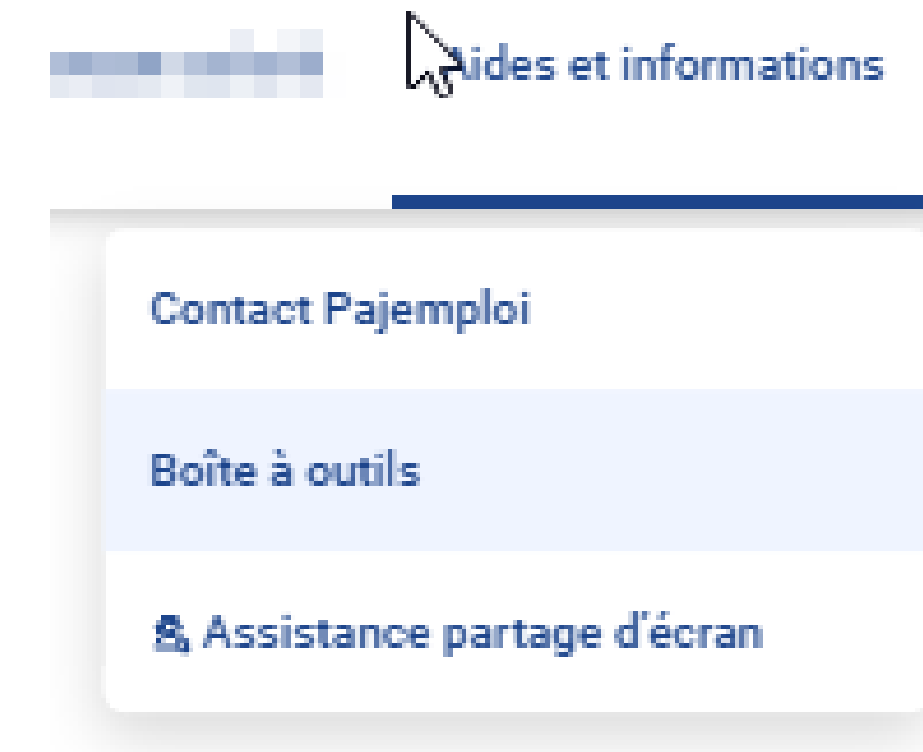 Aides et informations
Contact Pajemploi
Boîte à outils
Assistance partage d'écran